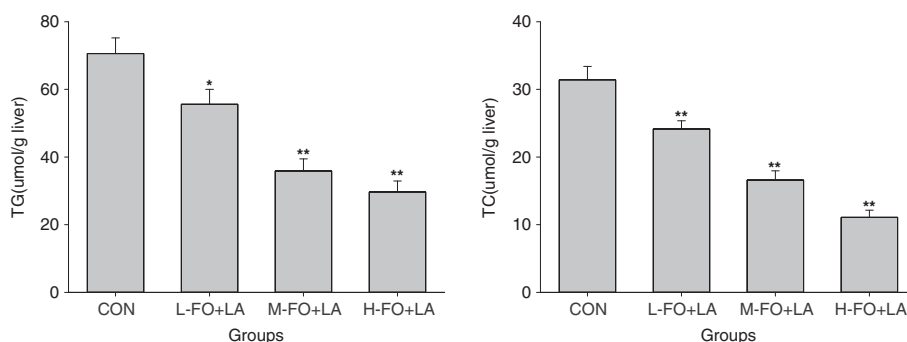 80
60
40
20
0
TG(umol/g liver)
*
**
**
CON L-FO+LA M-FO+LA H-FO+LA
Groups
40
30
20
10
0
TC(umol/g liver)
**
**
**
CON L-FO+LA M-FO+LA H-FO+LA
Groups